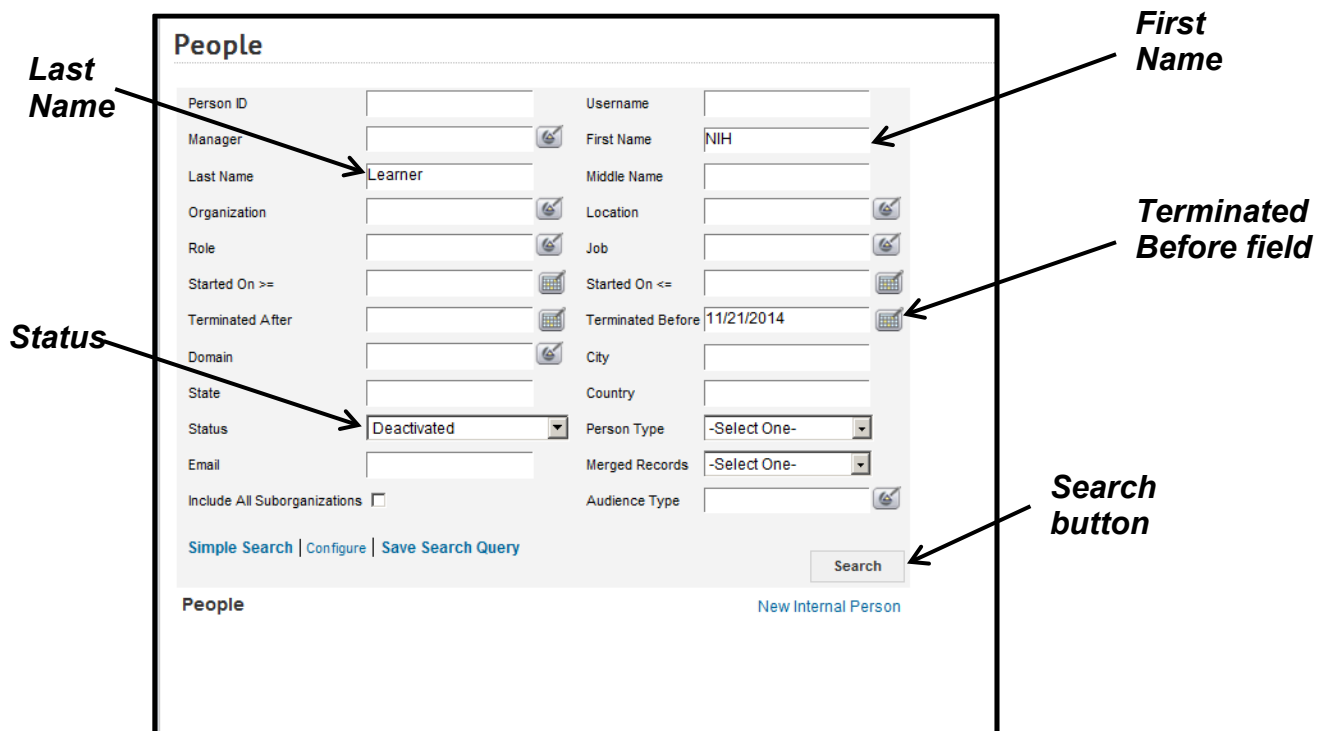 First
Name
People
Last
Name
Person ID Username
Manager First Name NIH
Last Name Learner Middle Name
Organization Location
Terminated
Before field
Role Job
Started On >= Started On <=
Terminated After Terminated Before 11/21/2014
Status
Domain City
State Country
Status Deactivated Person Type -Select One-
Email Merged Records -Select One-
Search
button
Include All Suborganizations Audience Type
Simple Search | Configure | Save Search Query
Search
People New Internal Person